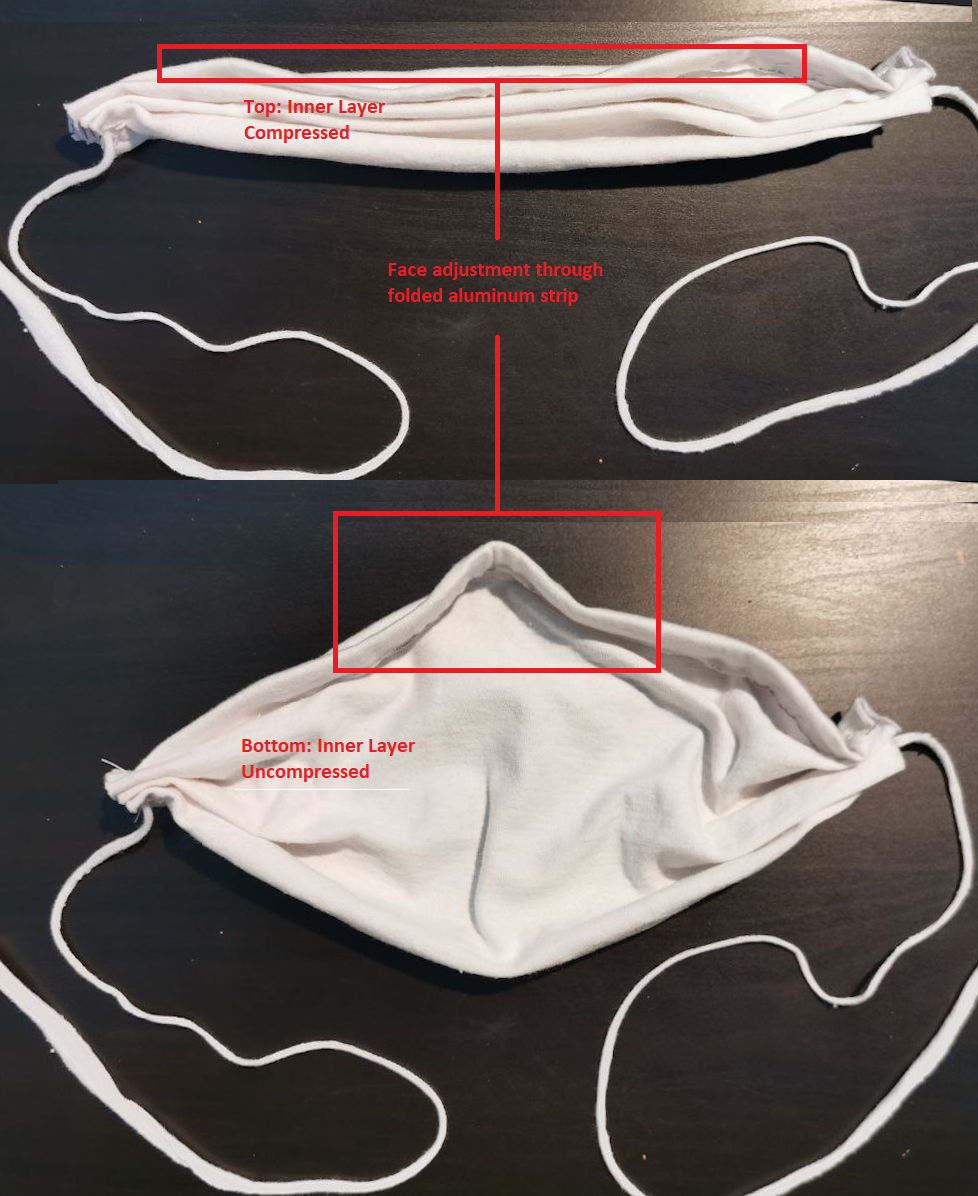 Top: Inner Layer
Compressed
Face adjustment through
folded aluminum strip
Bottom: Inner Layer
Uncompressed